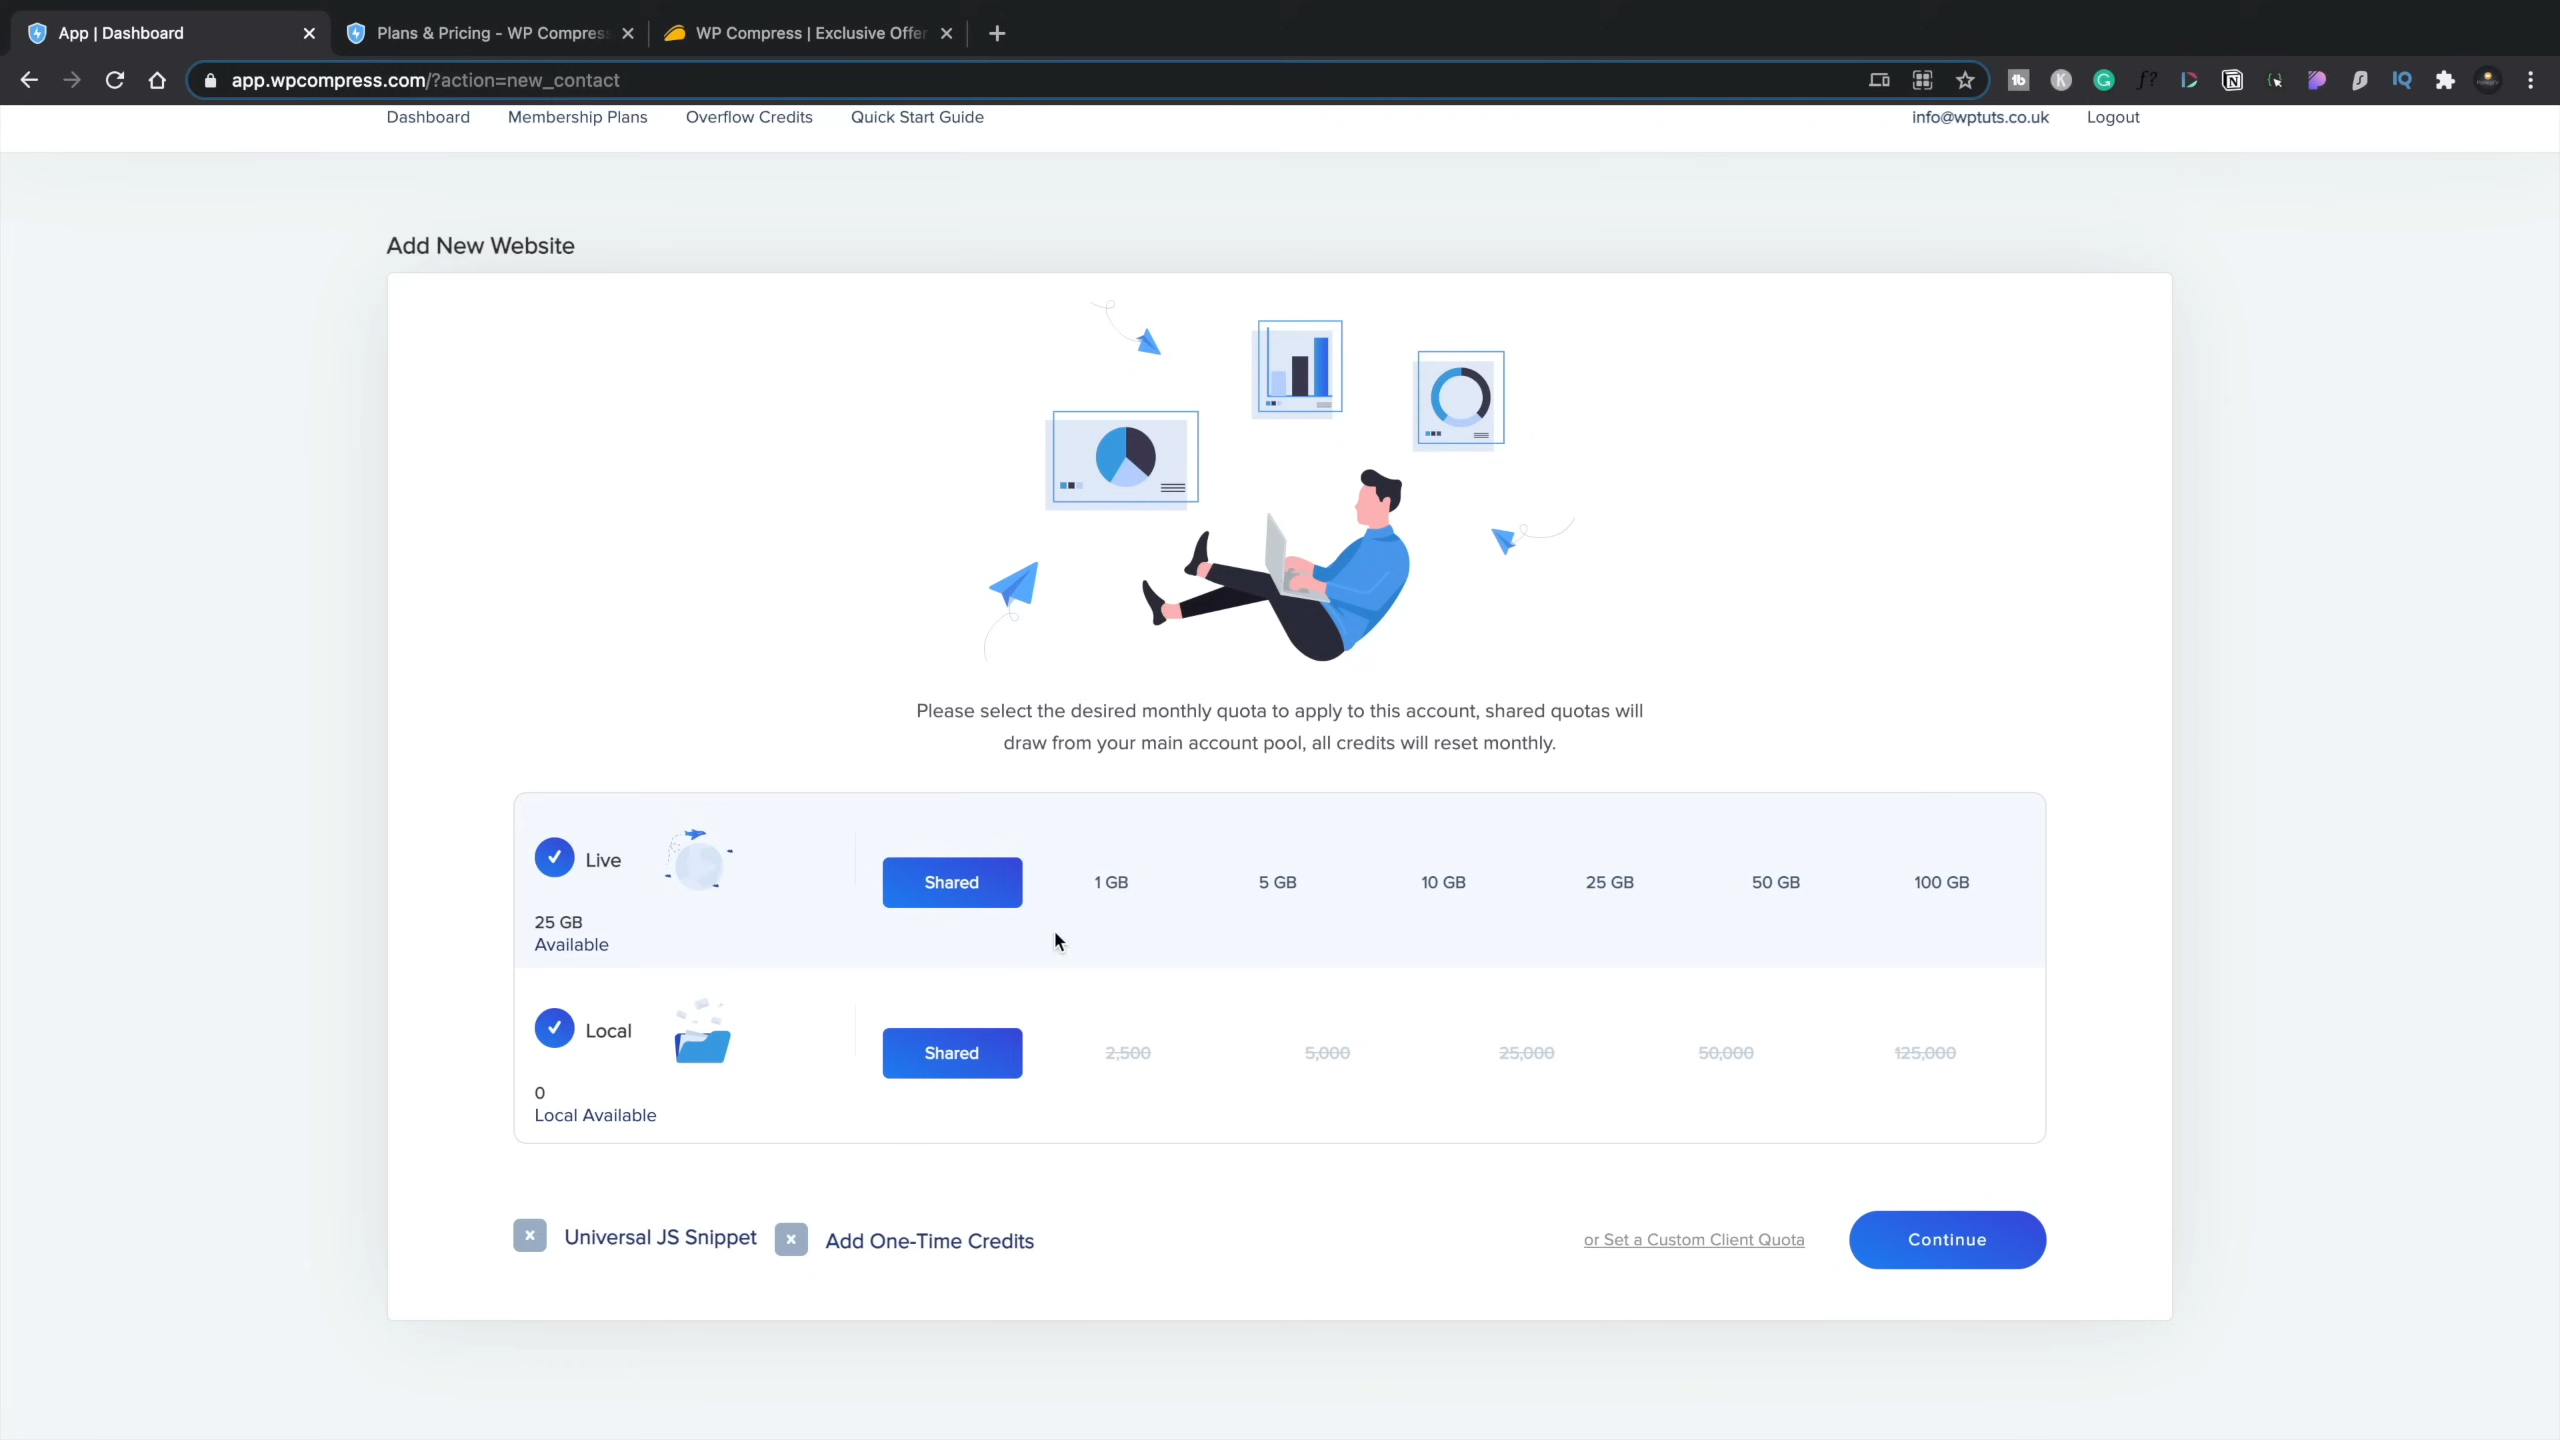 App | Dashboard
Plans & Pricing - WP Compress
WP Compress | Exclusive Offer
app.wpcompress.com/?action=new_contact
Dashboard
Membership Plans
Overflow Credits
Quick Start Guide
info@wptuts.co.uk
Logout
Add New Website
Please select the desired monthly quota to apply to this account, shared quotas will
draw from your main account pool, all credits will reset monthly.
Live
25 GB
Available
Shared
1 GB
5 GB
10 GB
25 GB
50 GB
100 GB
Local
0
Local Available
Shared
2,500
5,000
25,000
50,000
125,000
Universal JS Snippet
Add One-Time Credits
or Set a Custom Client Quota
Continue